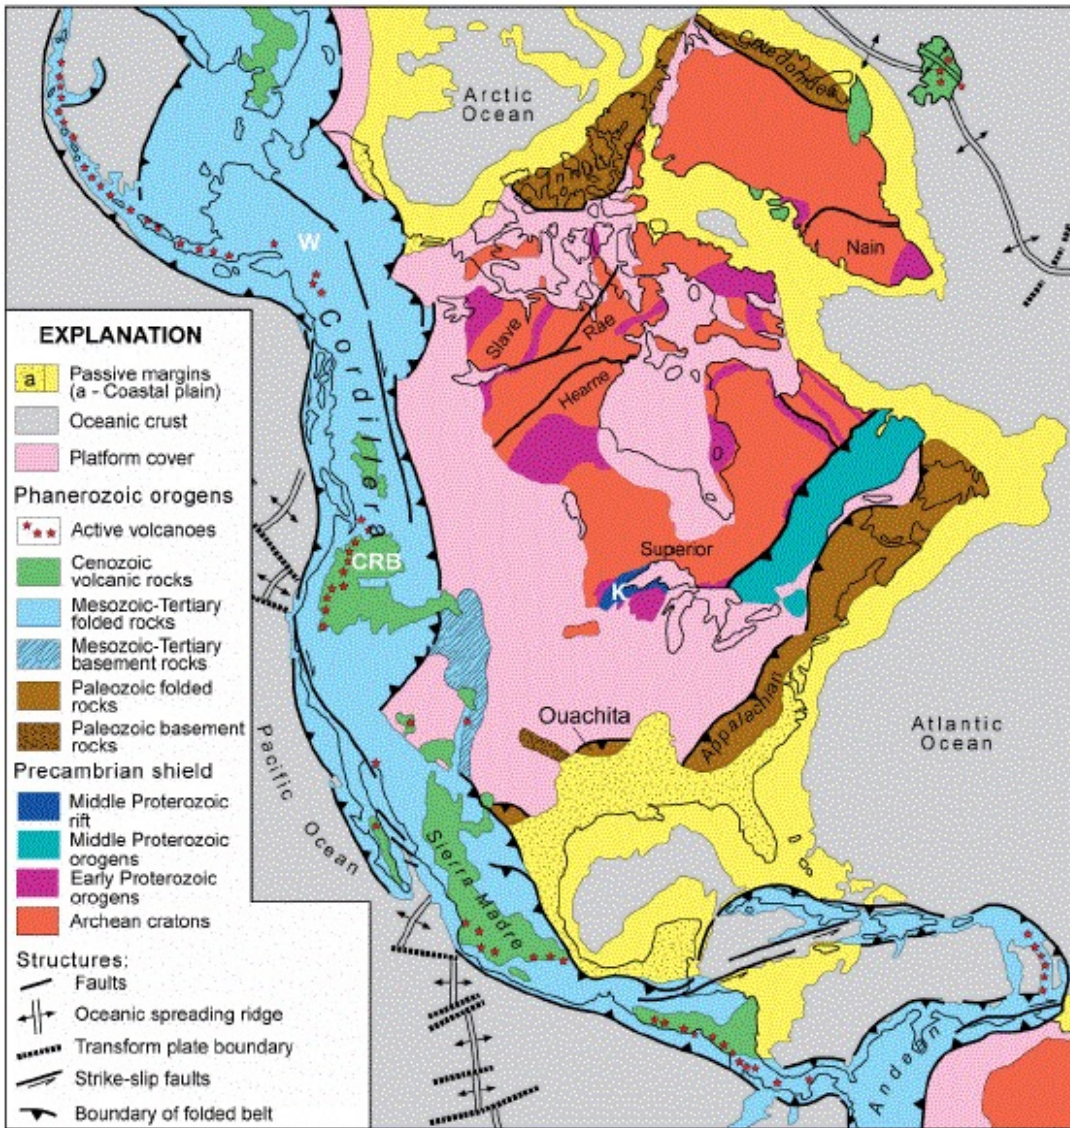 Caledonides
Arctic
Ocean
Innuitian
Nain
W
Cordillera
Slave
Rae
Hearne
EXPLANATION
a
Passive margins
(a - Coastal plain)
Oceanic crust
Platform cover
Phanerozoic orogens
Active volcanoes
Cenozoic
volcanic rocks
Mesozoic-Tertiary
folded rocks
Mesozoic-Tertiary
basement rocks
Paleozoic folded
rocks
Paleozoic basement
rocks
Precambrian shield
Middle Proterozoic
rift
Middle Proterozoic
orogens
Early Proterozoic
orogens
Archean cratons
Structures:
Faults
Oceanic spreading ridge
Transform plate boundary
Strike-slip faults
Boundary of folded belt
CRB
Superior
K
Ouachita
Appalachian
Atlantic
Ocean
Pacific
Ocean
Sierra Madre
Andean